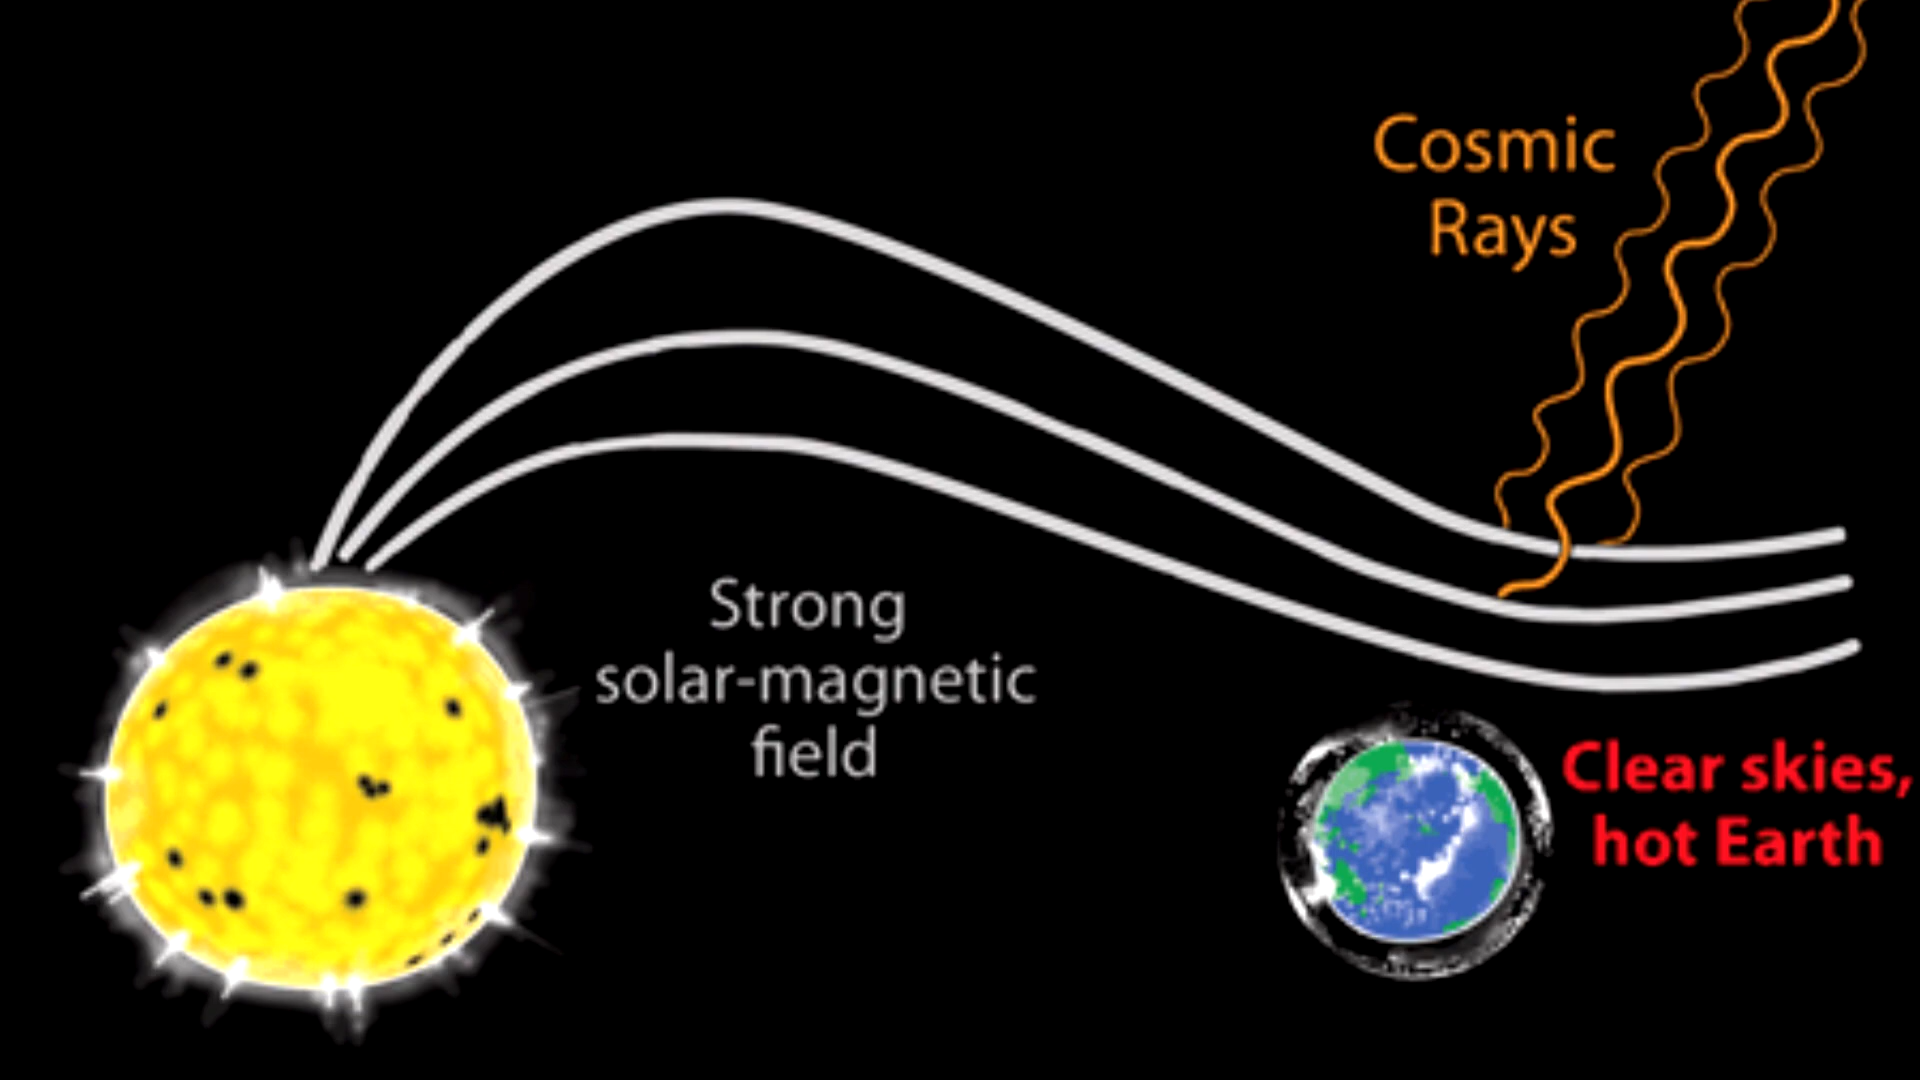 Cosmic
Rays
Strong
solar-magnetic
field
Clear skies,
hot Earth